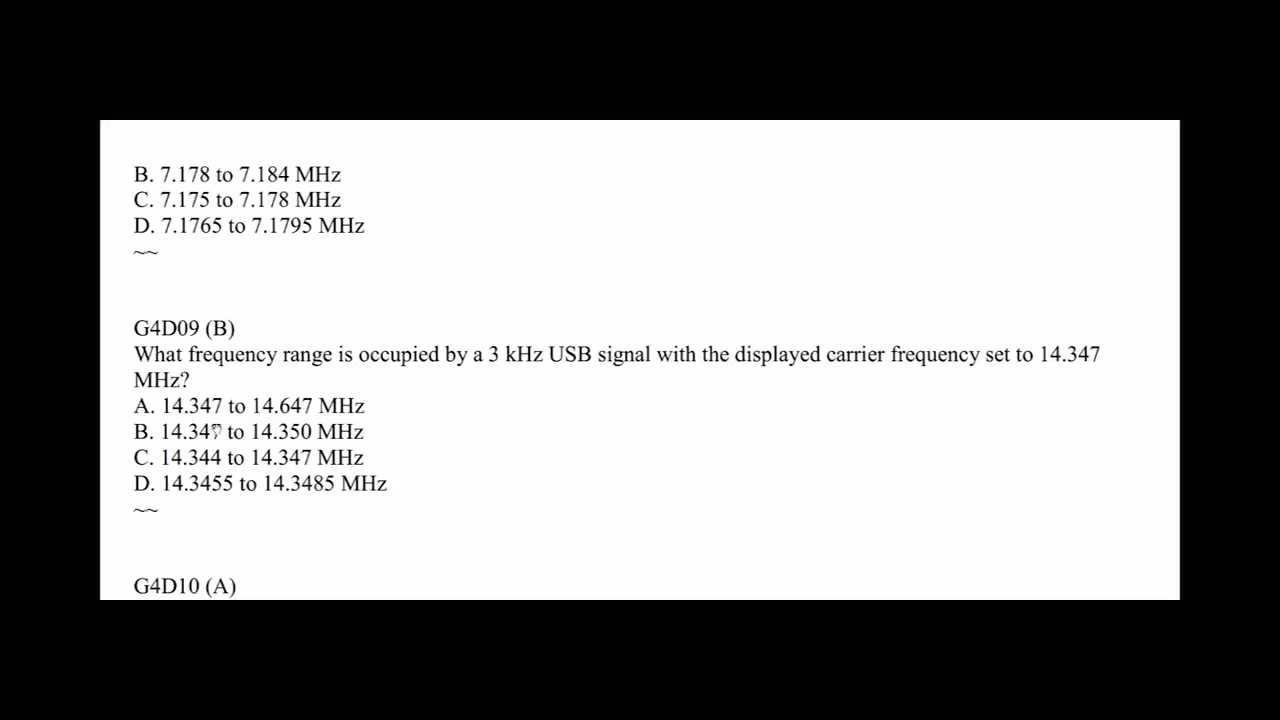 B. 7.178 to 7.184 MHz
C. 7.175 to 7.178 MHz
D. 7.1765 to 7.1795 MHz
~~
G4D09 (B)
What frequency range is occupied by a 3 kHz USB signal with the displayed carrier frequency set to 14.347
MHz?
A. 14.347 to 14.647 MHz
B. 14.347 to 14.350 MHz
C. 14.344 to 14.347 MHz
D. 14.3455 to 14.3485 MHz
~~
G4D10 (A)